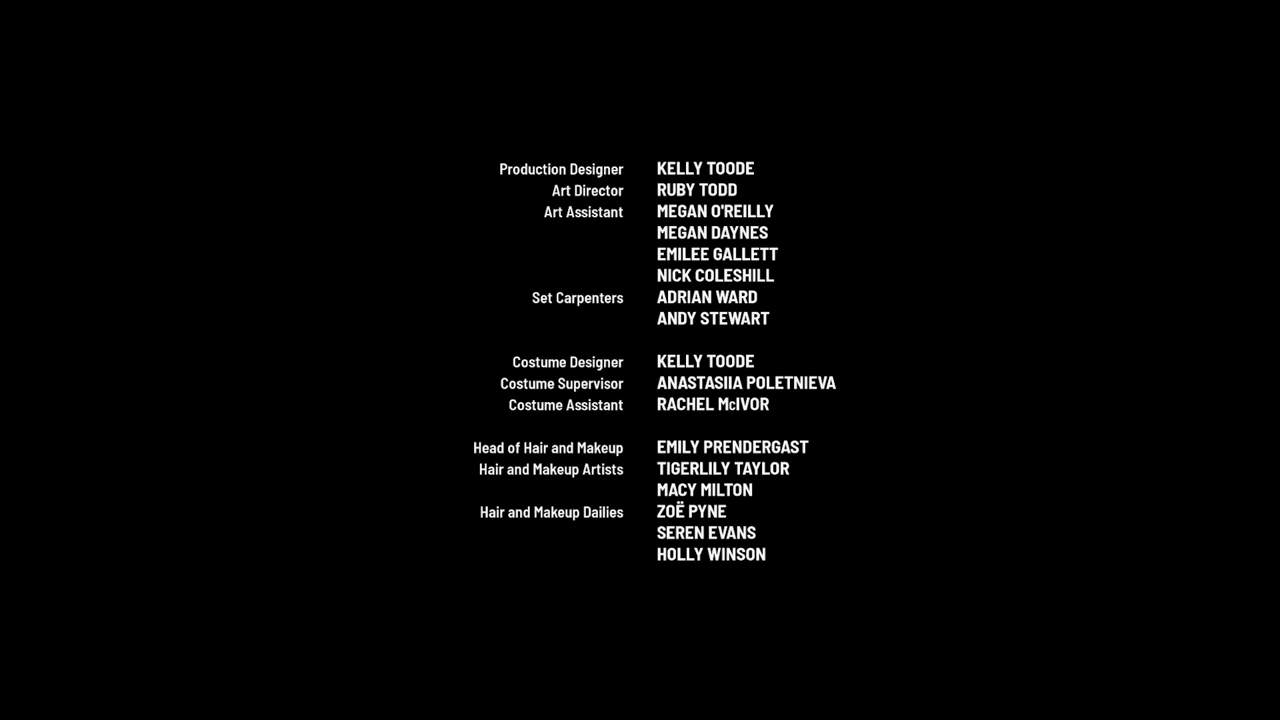 Production Designer KELLY TOODE
Art Director RUBY TODD
Art Assistant MEGAN O'REILLY
MEGAN DAYNES
EMILEE GALLETT
NICK COLESHILL
Set Carpenters ADRIAN WARD
ANDY STEWART
Costume Designer KELLY TOODE
Costume Supervisor ANASTASIIA POLETNIEVA
Costume Assistant RACHEL McIVOR
Head of Hair and Makeup EMILY PRENDERGAST
Hair and Makeup Artists TIGERLILY TAYLOR
MACY MILTON
Hair and Makeup Dailies ZOË PYNE
SEREN EVANS
HOLLY WINSON